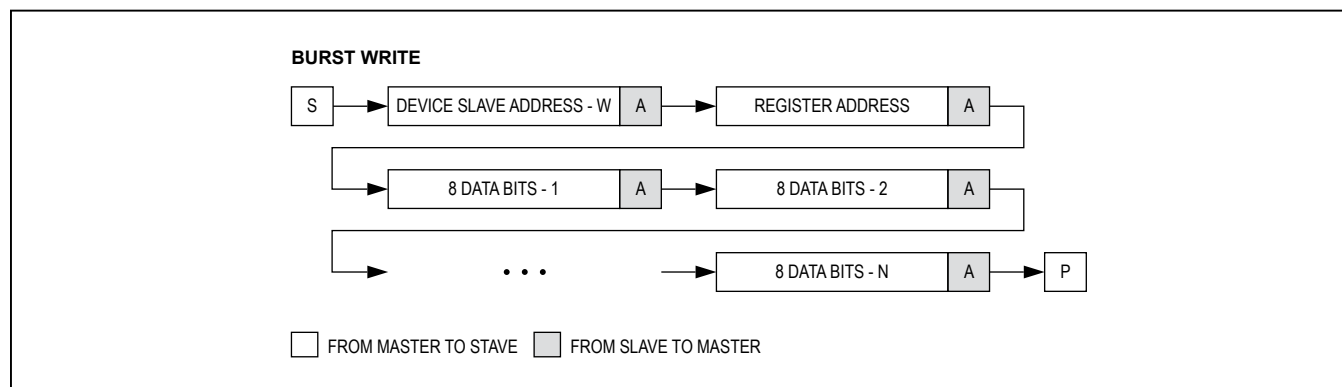 BURST WRITE
S DEVICE SLAVE ADDRESS - W A REGISTER ADDRESS A
8 DATA BITS - 1 A 8 DATA BITS - 2 A
• • • 8 DATA BITS - N A P
FROM MASTER TO STAVE FROM SLAVE TO MASTER